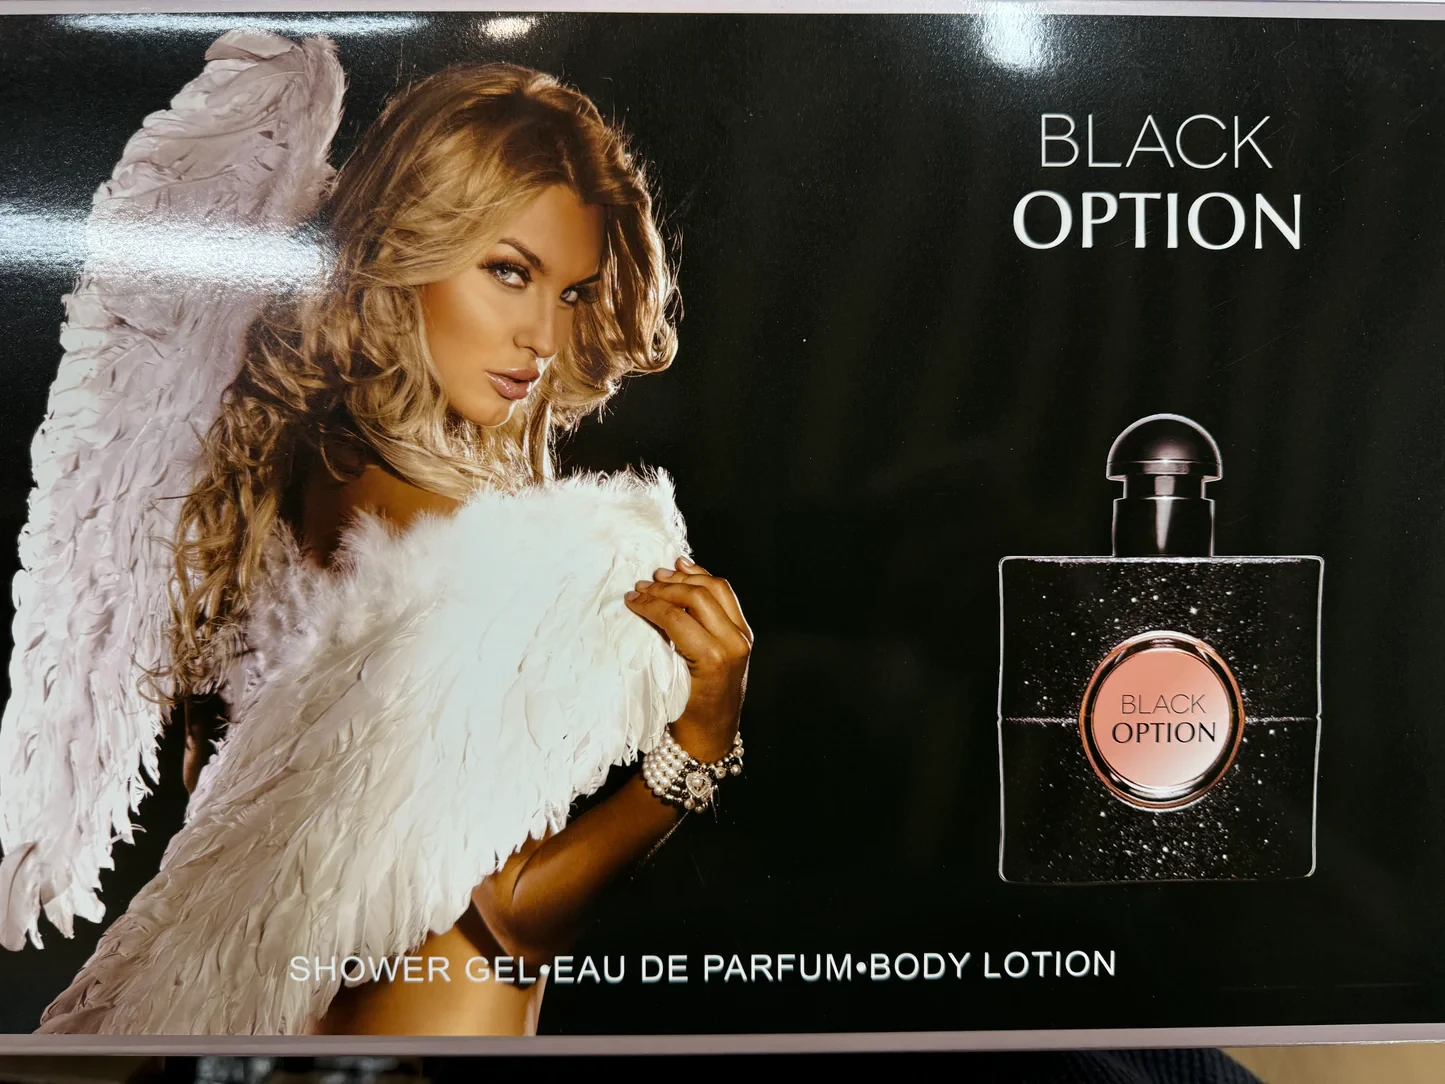 BLACK
OPTION
BLACK
OPTION
SHOWER GEL•EAU DE PARFUM•BODY LOTION